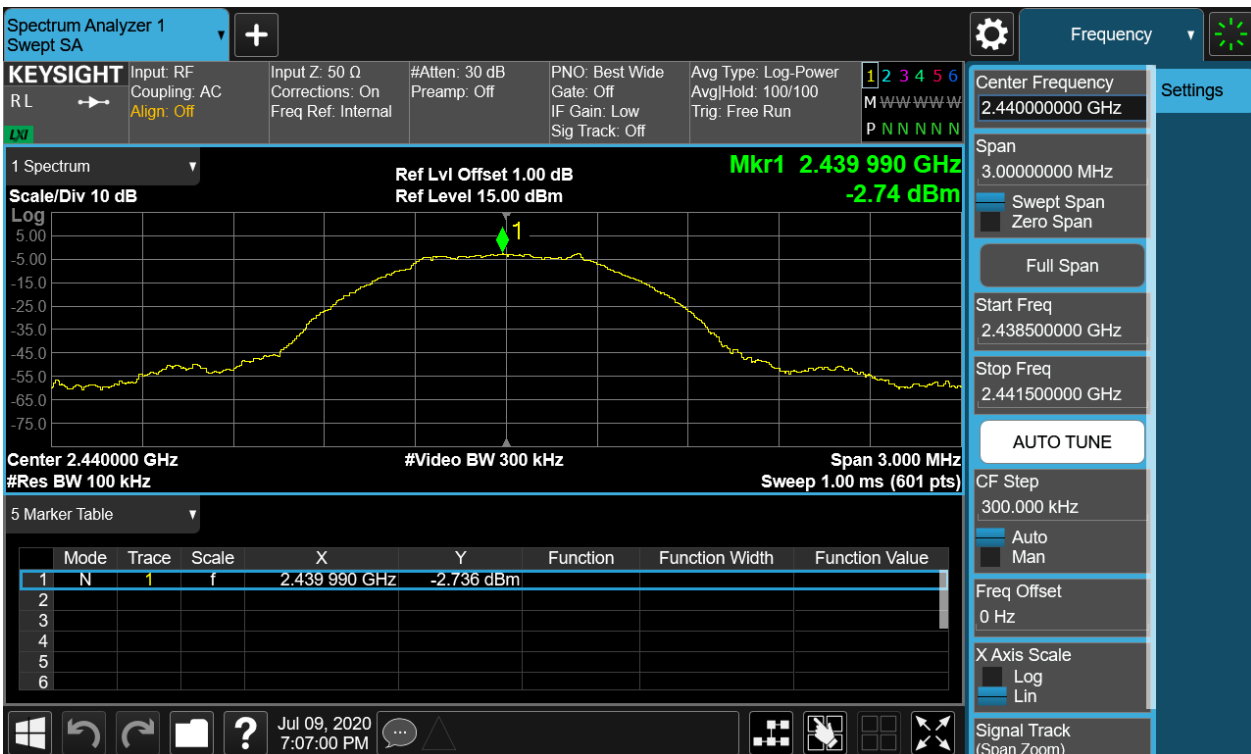 Spectrum Analyzer 1
Swept SA
Frequency
KEYSIGHT
R L
LXI
Input: RF
Coupling: AC
Align: Off
Input Z: 50 Ω
Corrections: On
Freq Ref: Internal
#Atten: 30 dB
Preamp: Off
PNO: Best Wide
Gate: Off
IF Gain: Low
Sig Track: Off
Avg Type: Log-Power
Avg|Hold: 100/100
Trig: Free Run
1 2 3 4 5 6
M W W W W W
P N N N N N
1 Spectrum
Scale/Div 10 dB
Ref Lvl Offset 1.00 dB
Ref Level 15.00 dBm
Mkr1 2.439 990 GHz
-2.74 dBm
Log
1
5.00
-5.00
-15.0
-25.0
-35.0
-45.0
-55.0
-65.0
-75.0
Center 2.440000 GHz
#Res BW 100 kHz
#Video BW 300 kHz
Span 3.000 MHz
Sweep 1.00 ms (601 pts)
5 Marker Table
Mode Trace Scale X Y Function Function Width Function Value
1 N 1 f 2.439 990 GHz -2.736 dBm
2
3
4
5
6
Jul 09, 2020
7:07:00 PM
Center Frequency
2.440000000 GHz
Settings
Span
3.00000000 MHz
Swept Span
Zero Span
Full Span
Start Freq
2.438500000 GHz
Stop Freq
2.441500000 GHz
AUTO TUNE
CF Step
300.000 kHz
Auto
Man
Freq Offset
0 Hz
X Axis Scale
Log
Lin
Signal Track
(Span Zoom)